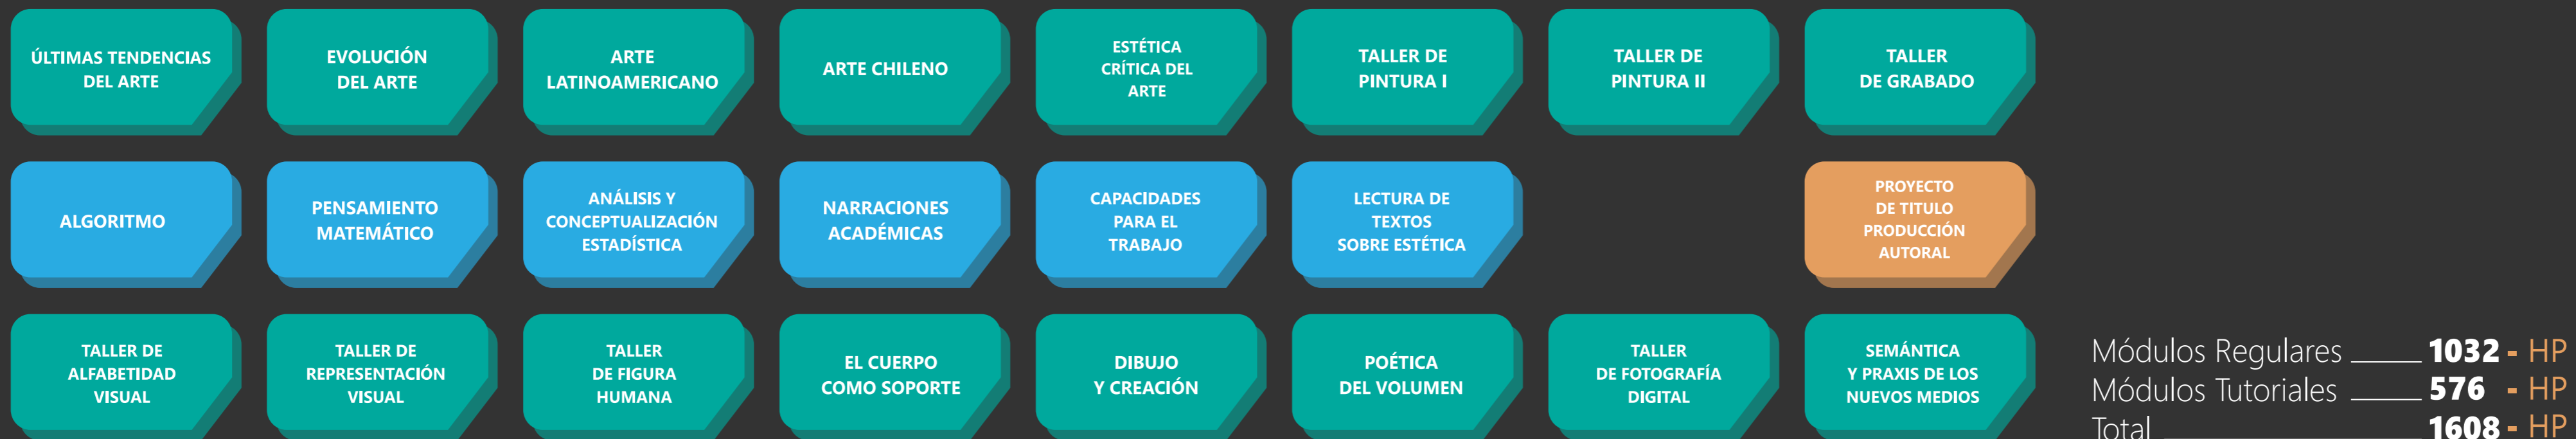 ÚLTIMAS TENDENCIAS
DEL ARTE
EVOLUCIÓN
DEL ARTE
ARTE
LATINOAMERICANO
ARTE CHILENO
ESTÉTICA
CRÍTICA DEL
ARTE
TALLER DE
PINTURA I
TALLER DE
PINTURA II
TALLER
DE GRABADO
ALGORITMO
PENSAMIENTO
MATEMÁTICO
ANÁLISIS Y
CONCEPTUALIZACIÓN
ESTADÍSTICA
NARRACIONES
ACADÉMICAS
CAPACIDADES
PARA EL
TRABAJO
LECTURA DE
TEXTOS
SOBRE ESTÉTICA
PROYECTO
DE TITULO
PRODUCCIÓN
AUTORAL
TALLER DE
ALFABETIDAD
VISUAL
TALLER DE
REPRESENTACIÓN
VISUAL
TALLER
DE FIGURA
HUMANA
EL CUERPO
COMO SOPORTE
DIBUJO
Y CREACIÓN
POÉTICA
DEL VOLUMEN
TALLER
DE FOTOGRAFÍA
DIGITAL
SEMÁNTICA
Y PRAXIS DE LOS
NUEVOS MEDIOS
Módulos Regulares ____ 1032 - HP
Módulos Tutoriales ____ 576 - HP
Total ____ 1608 - HP